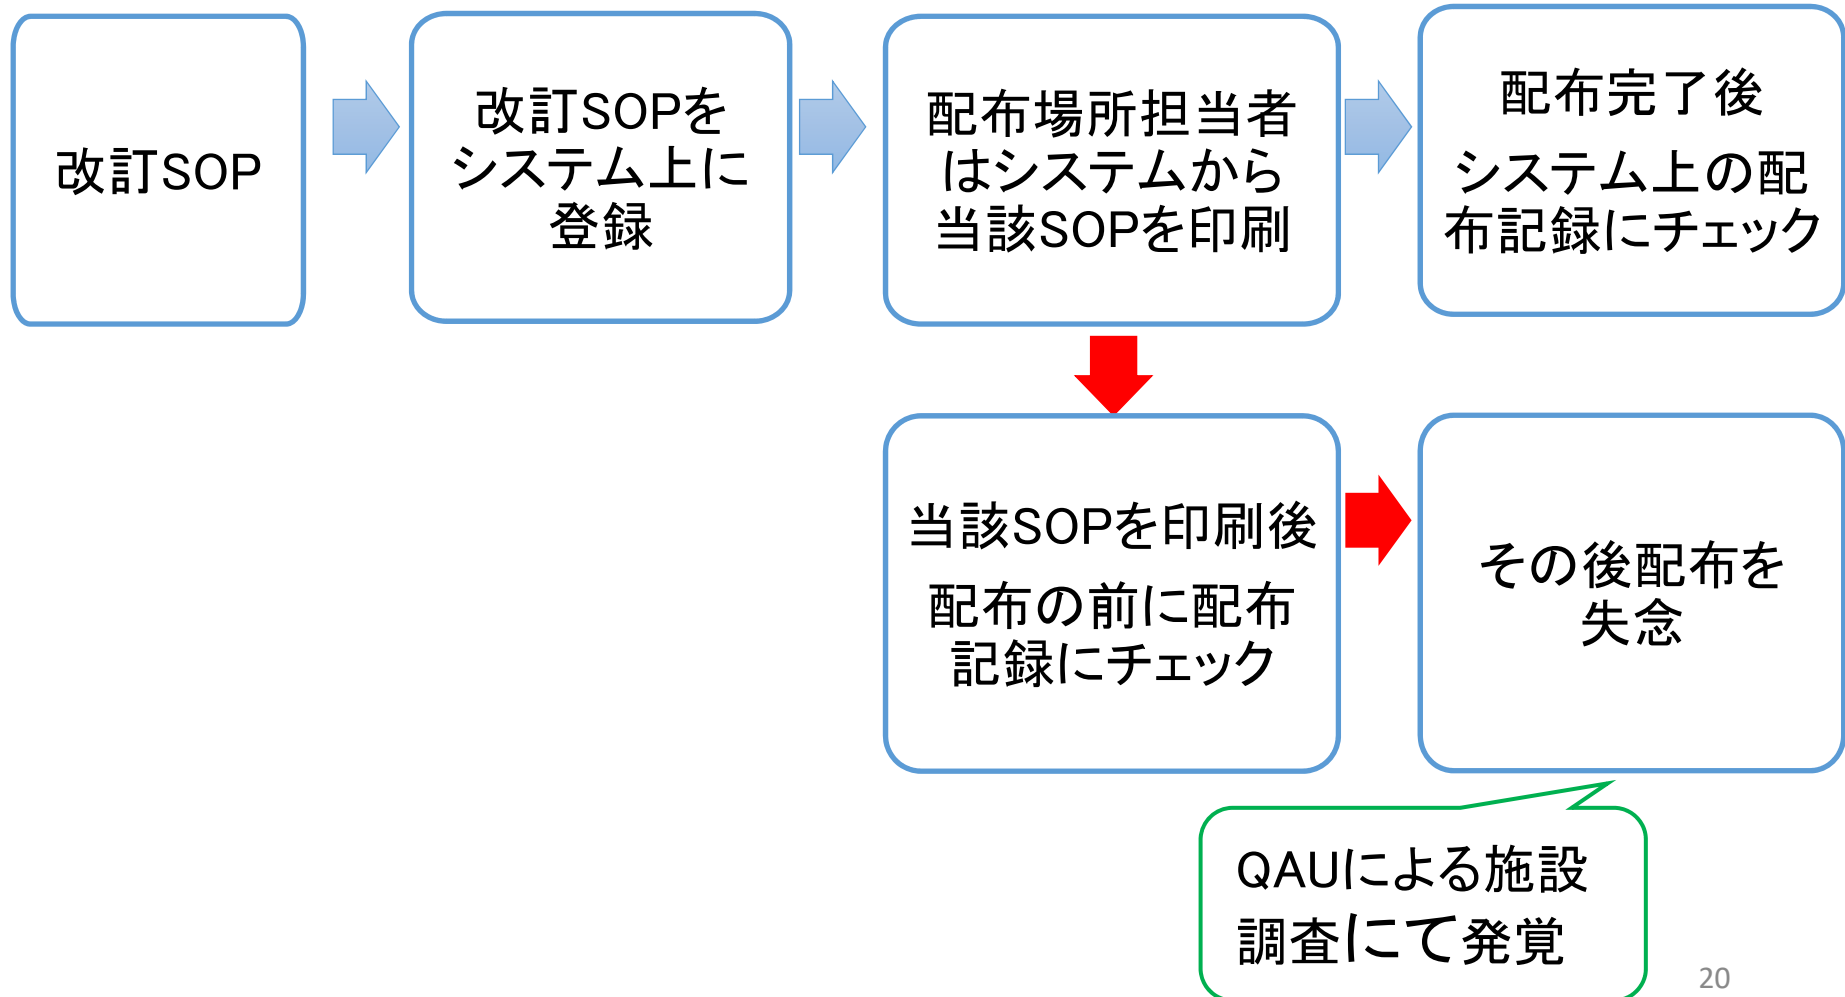 改訂SOP
改訂SOPを
システム上に
登録
配布場所担当者
はシステムから
当該SOPを印刷
配布完了後
システム上の配
布記録にチェック
当該SOPを印刷後
配布の前に配布
記録にチェック
その後配布を
失念
QAUによる施設
調査にて発覚
20